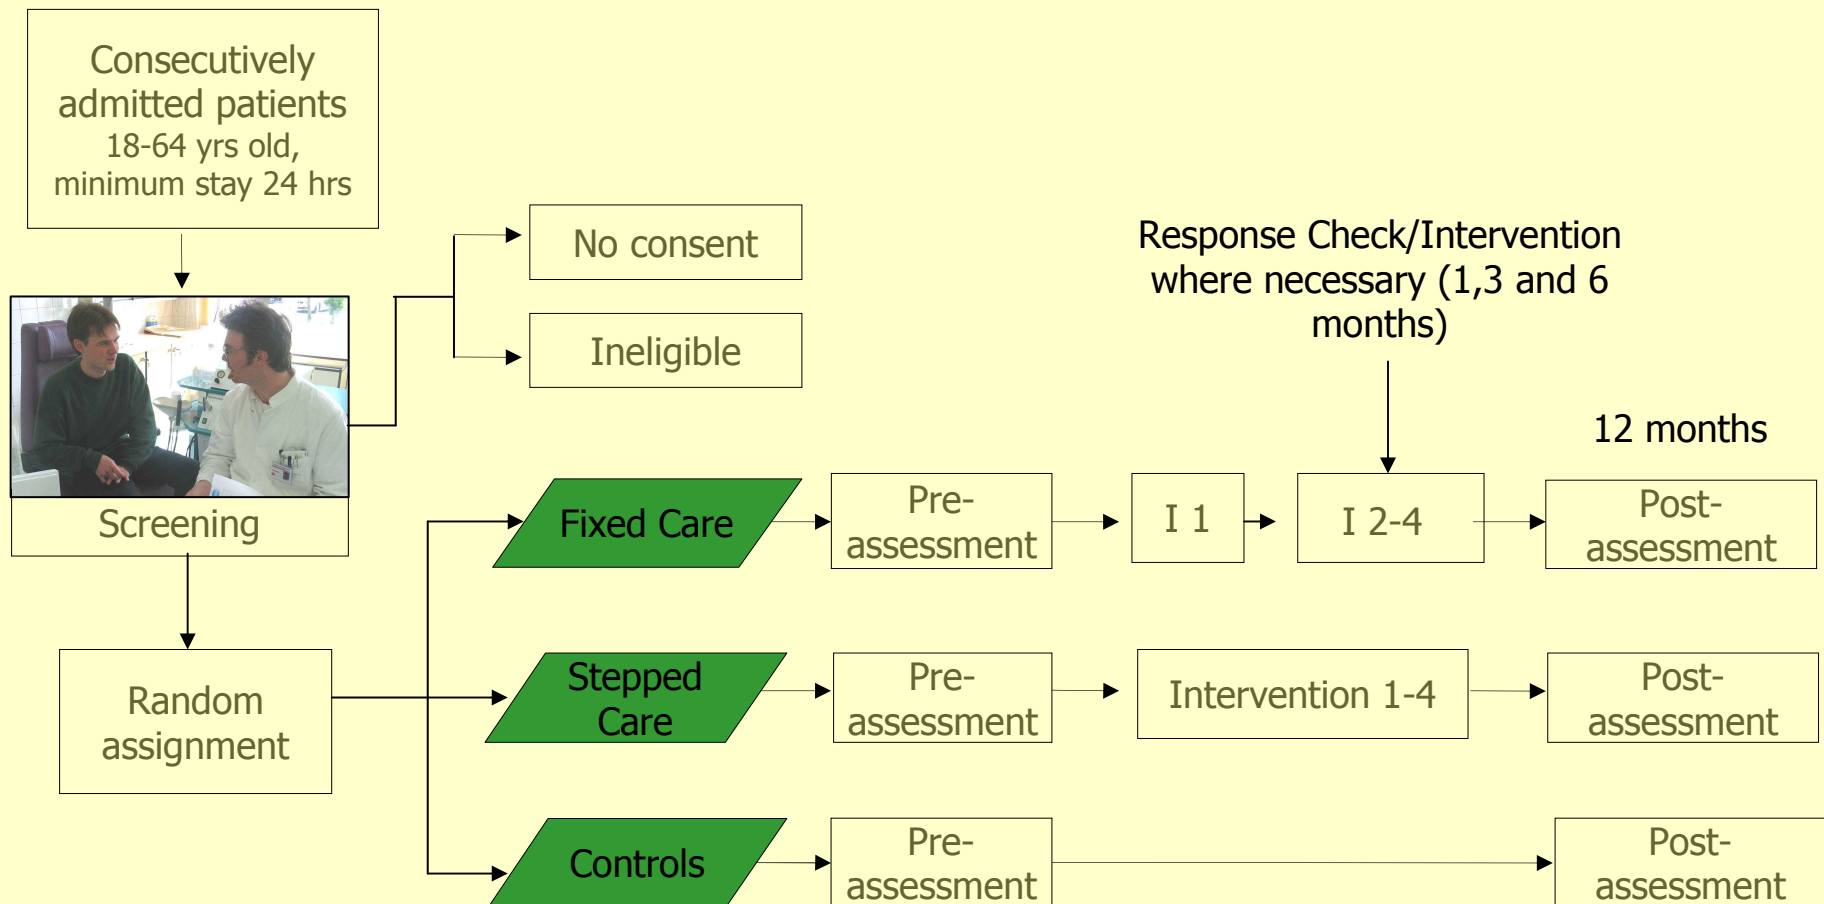 Consecutively
admitted patients
18-64 yrs old,
minimum stay 24 hrs
No consent
Ineligible
Screening
Random
assignment
Response Check/Intervention
where necessary (1,3 and 6
months)
12 months
Fixed Care
Pre-
assessment
I 1
I 2-4
Post-
assessment
Stepped
Care
Pre-
assessment
Intervention 1-4
Post-
assessment
Controls
Pre-
assessment
Post-
assessment